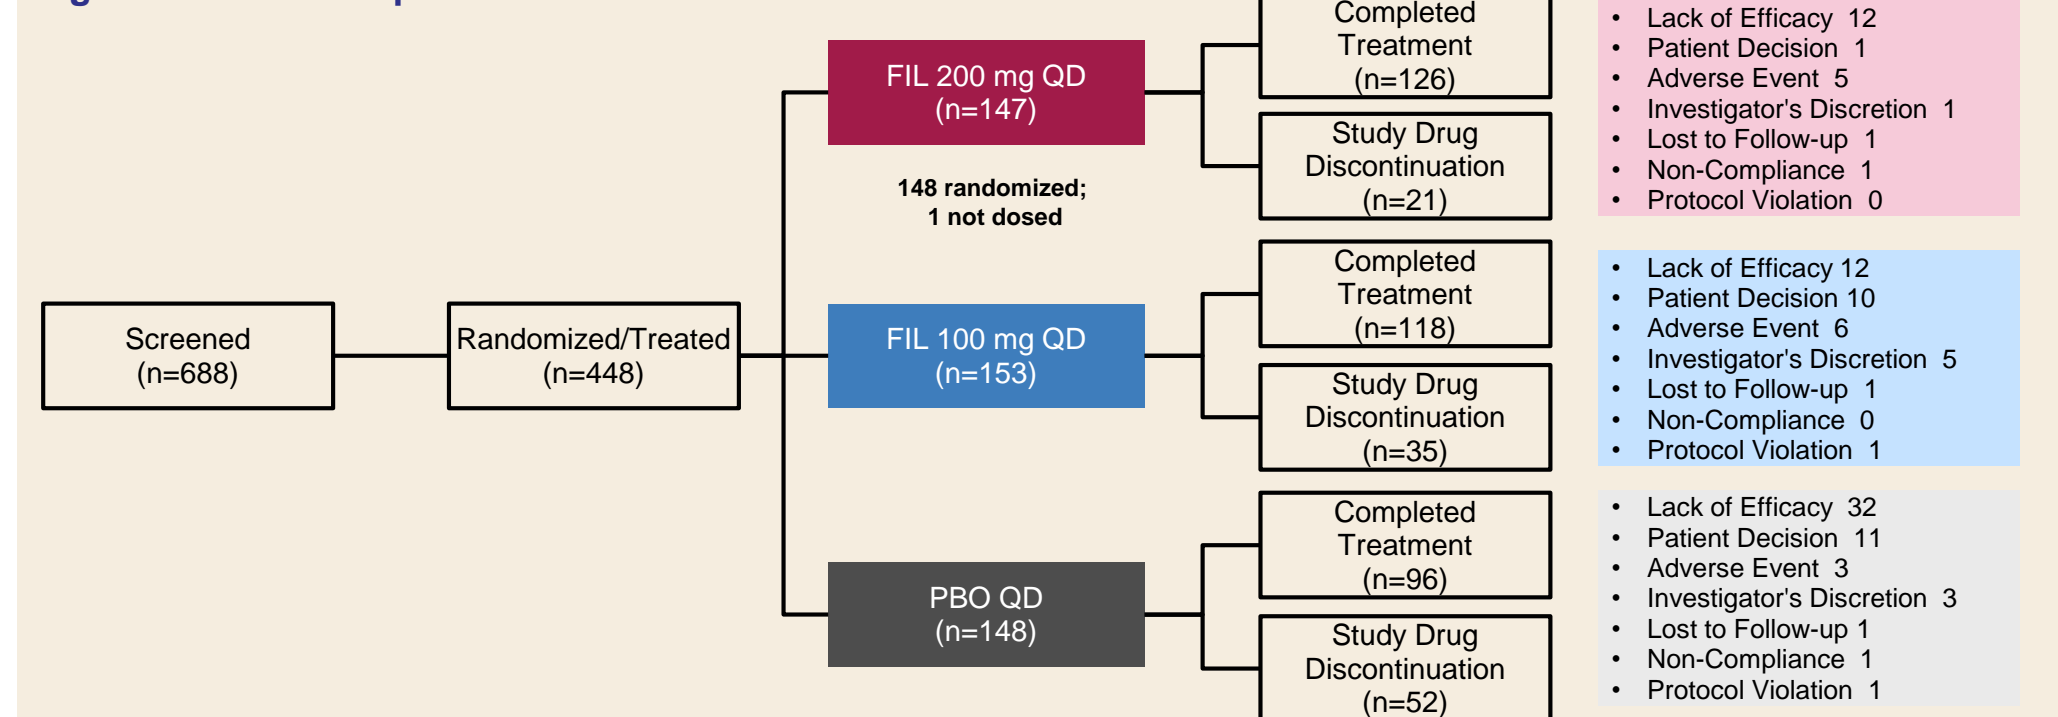 Screened
(n=688)
Randomized/Treated
(n=448)
FIL 200 mg QD
(n=147)
148 randomized;
1 not dosed
Completed
Treatment
(n=126)
Study Drug
Discontinuation
(n=21)
• Lack of Efficacy 12
• Patient Decision 1
• Adverse Event 5
• Investigator's Discretion 1
• Lost to Follow-up 1
• Non-Compliance 1
• Protocol Violation 0
FIL 100 mg QD
(n=153)
Completed
Treatment
(n=118)
Study Drug
Discontinuation
(n=35)
• Lack of Efficacy 12
• Patient Decision 10
• Adverse Event 6
• Investigator's Discretion 5
• Lost to Follow-up 1
• Non-Compliance 0
• Protocol Violation 1
PBO QD
(n=148)
Completed
Treatment
(n=96)
Study Drug
Discontinuation
(n=52)
• Lack of Efficacy 32
• Patient Decision 11
• Adverse Event 3
• Investigator's Discretion 3
• Lost to Follow-up 1
• Non-Compliance 1
• Protocol Violation 1